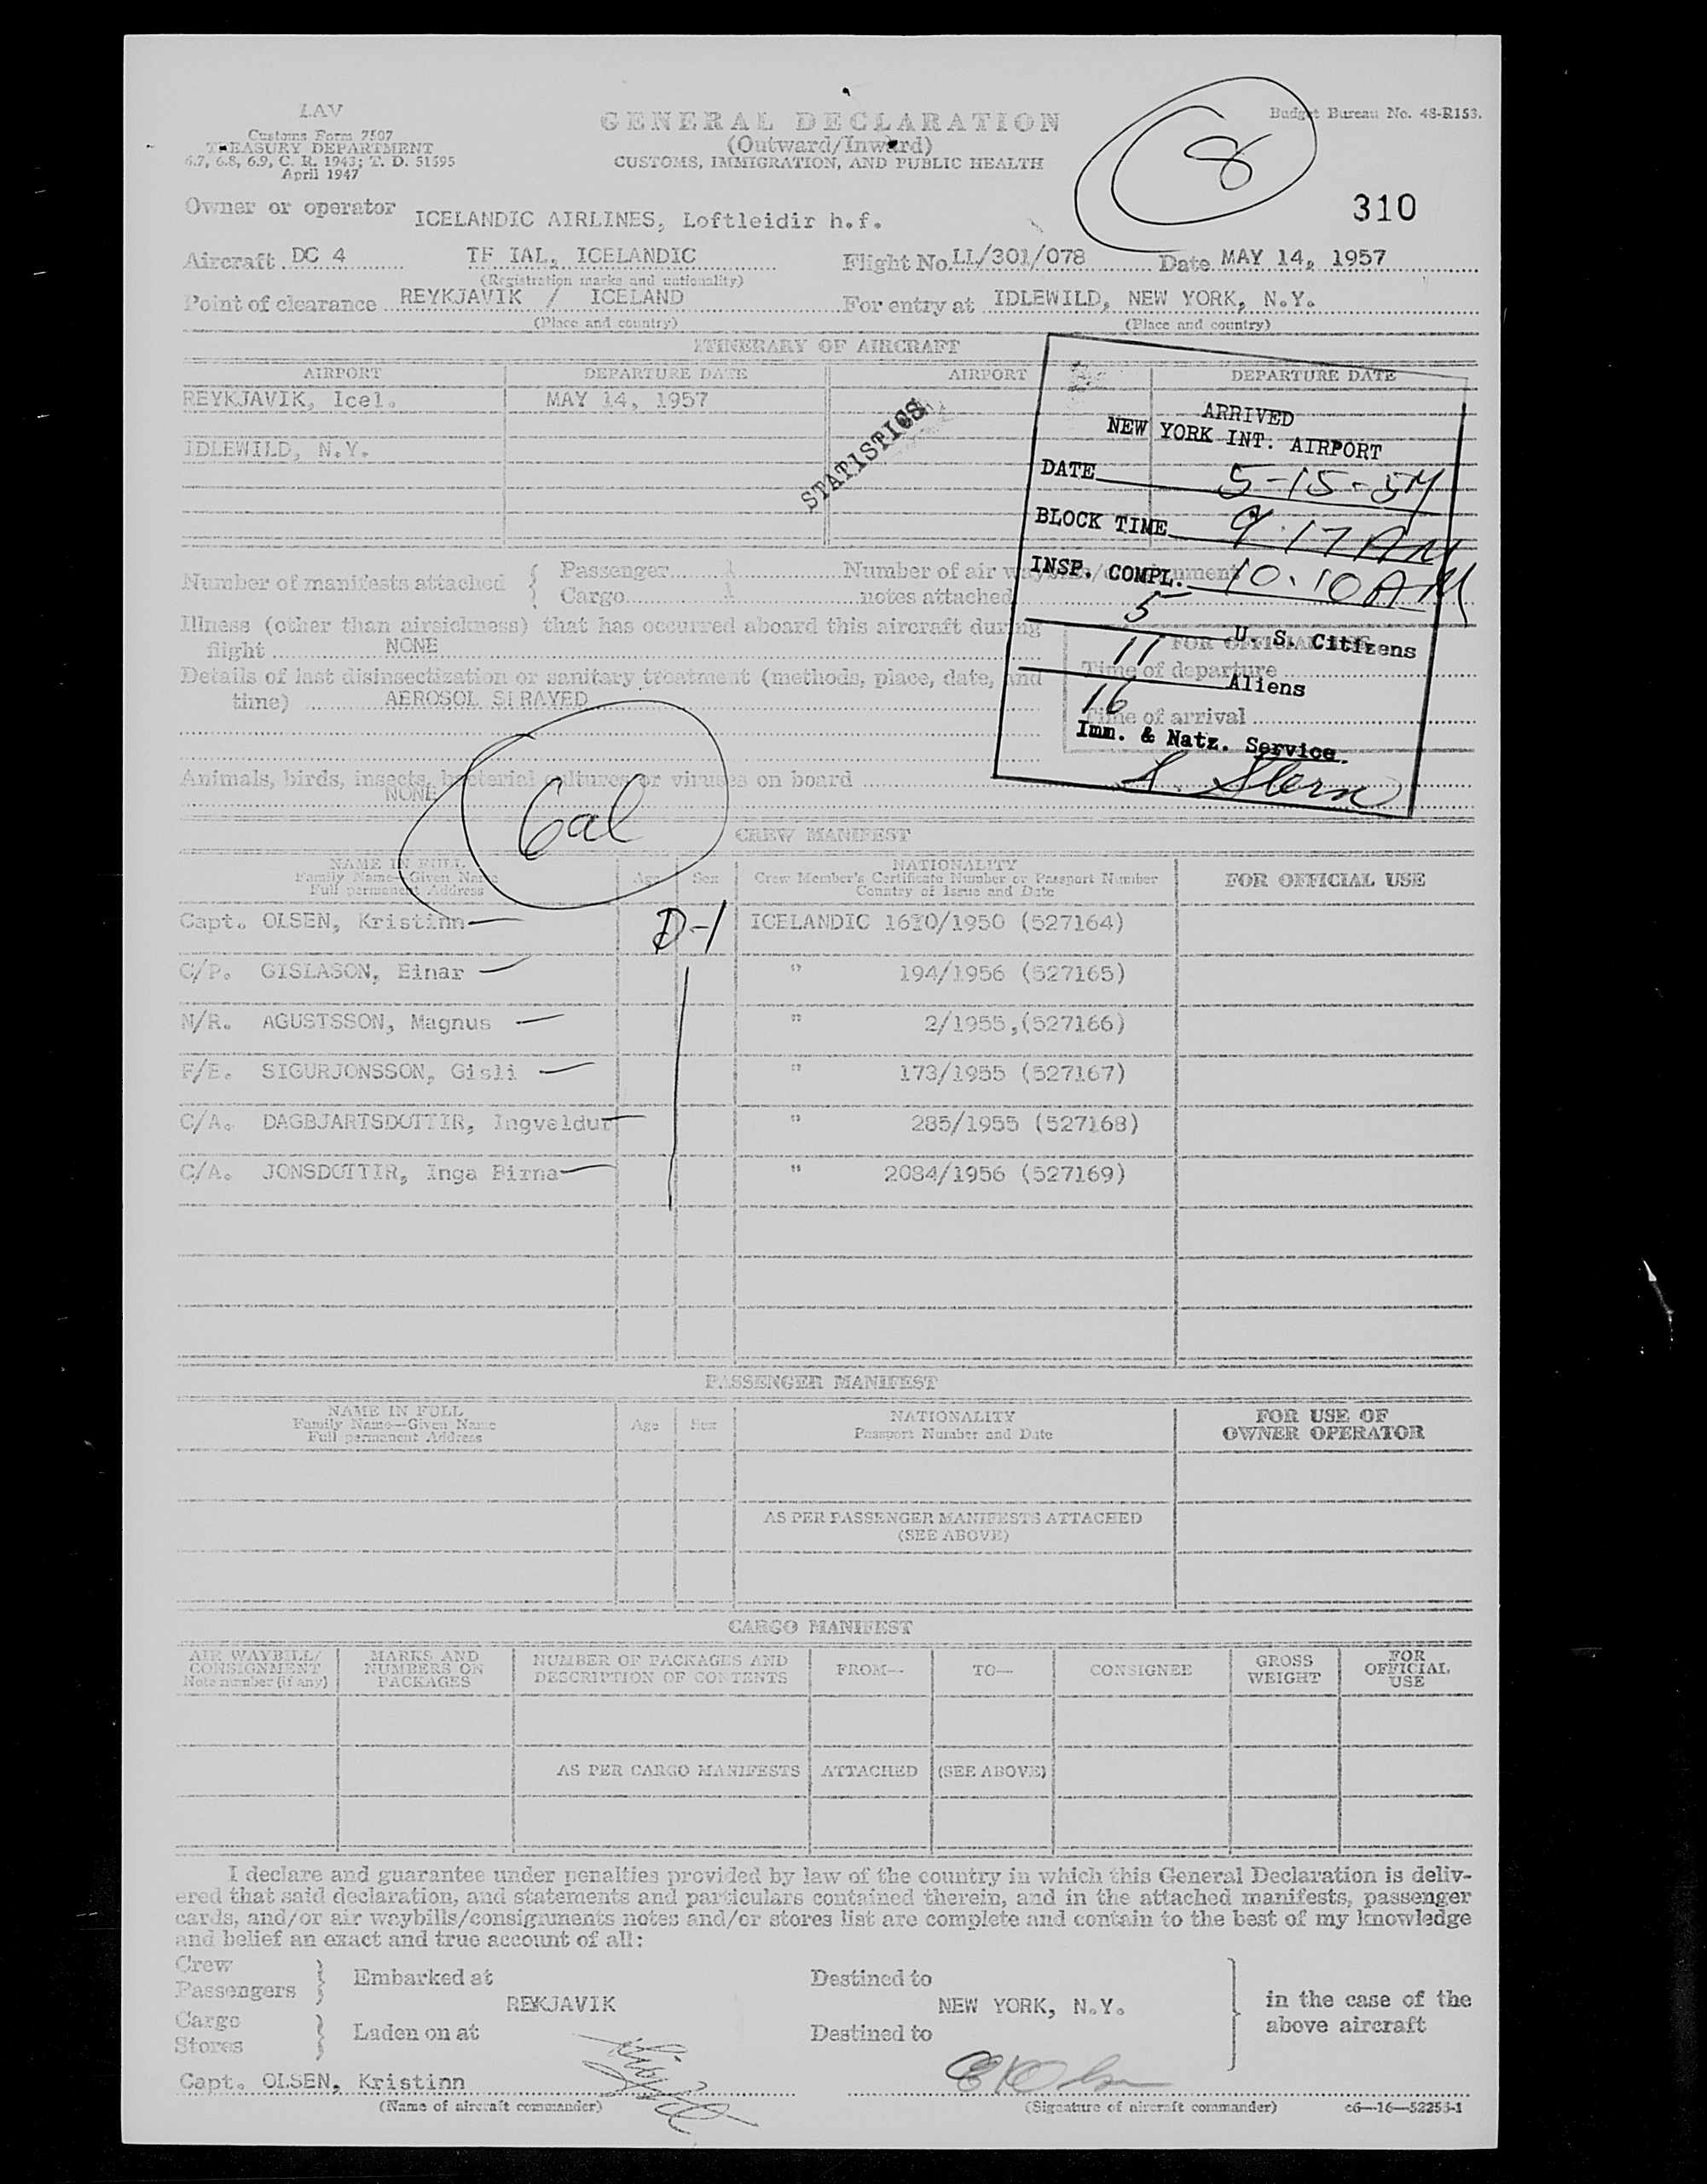 LAV
Customs Form 7507
TREASURY DEPARTMENT
6.7, 6.8, 6.9, C. R. 1943; T. D. 51595
April 1947
GENERAL DECLARATION
(Outward/Inward)
CUSTOMS, IMMIGRATION, AND PUBLIC HEALTH
Budget Bureau No. 48-R153.
8
310
Owner or operator ICELANDIC AIRLINES, Loftleidir h.f.
Aircraft DC 4 TF IAL, ICELANDIC Flight No. LL/301/078 Date MAY 14, 1957
(Registration marks and nationality)
Point of clearance REYKJAVIK / ICELAND For entry at IDLEWILD, NEW YORK, N.Y.
(Place and country) (Place and country)
ITINERARY OF AIRCRAFT
AIRPORT DEPARTURE DATE AIRPORT DEPARTURE DATE
REYKJAVIK, Icel. MAY 14, 1957
IDLEWILD, N.Y.
STATISTICS
ARRIVED
NEW YORK INT. AIRPORT
DATE 5-15-57
BLOCK TIME 9.17 AM
INSP. COMPL. 10.10 AM
5 U. S. Citizens
11 Aliens
16
Imm. & Natz. Service
S. Stern
Number of manifests attached { Passenger 1 Number of air
Cargo 1 notes attached
Illness (other than airsickness) that has occurred aboard this aircraft during
flight NONE
FOR OFFICIAL USE
Time of departure
Details of last disinsectization or sanitary treatment (methods, place, date, and
time) AEROSOL SPRAYED
Time of arrival
Animals, birds, insects, bacterial cultures or viruses on board
NONE
CREW MANIFEST
NAME IN FULL
Family Name—Given Name
Full permanent Address
Age Sex
NATIONALITY
Crew Member's Certificate Number or Passport Number
Country of Issue and Date
FOR OFFICIAL USE
Capt. OLSEN, Kristinn D-1 ICELANDIC 1610/1950 (527164)
C/P. GISLASON, Einar " 194/1956 (527165)
N/R. AGUSTSSON, Magnus " 2/1955,(527166)
F/E. SIGURJONSSON, Gisli " 173/1955 (527167)
C/A. DAGBJARTSDOTTIR, Ingveldur " 285/1955 (527168)
C/A. JONSDOTTIR, Inga Birna " 2084/1956 (527169)
PASSENGER MANIFEST
NAME IN FULL
Family Name—Given Name
Full permanent Address
Age Sex
NATIONALITY
Passport Number and Date
FOR USE OF
OWNER OPERATOR
AS PER PASSENGER MANIFESTS ATTACHED
(SEE ABOVE)
CARGO MANIFEST
AIR WAYBILL/
CONSIGNMENT
Note number (if any)
MARKS AND
NUMBERS ON
PACKAGES
NUMBER OF PACKAGES AND
DESCRIPTION OF CONTENTS
FROM— TO— CONSIGNEE
GROSS
WEIGHT
FOR
OFFICIAL
USE
AS PER CARGO MANIFESTS ATTACHED (SEE ABOVE)
I declare and guarantee under penalties provided by law of the country in which this General Declaration is deliv-
ered that said declaration, and statements and particulars contained therein, and in the attached manifests, passenger
cards, and/or air waybills/consignments notes and/or stores list are complete and contain to the best of my knowledge
and belief an exact and true account of all:
Crew
Passengers } Embarked at Destined to
REYKJAVIK NEW YORK, N.Y.
in the case of the
above aircraft
Cargo
Stores } Laden on at Destined to
Capt. OLSEN, Kristinn
(Name of aircraft commander) (Signature of aircraft commander) c6—16—52255-1